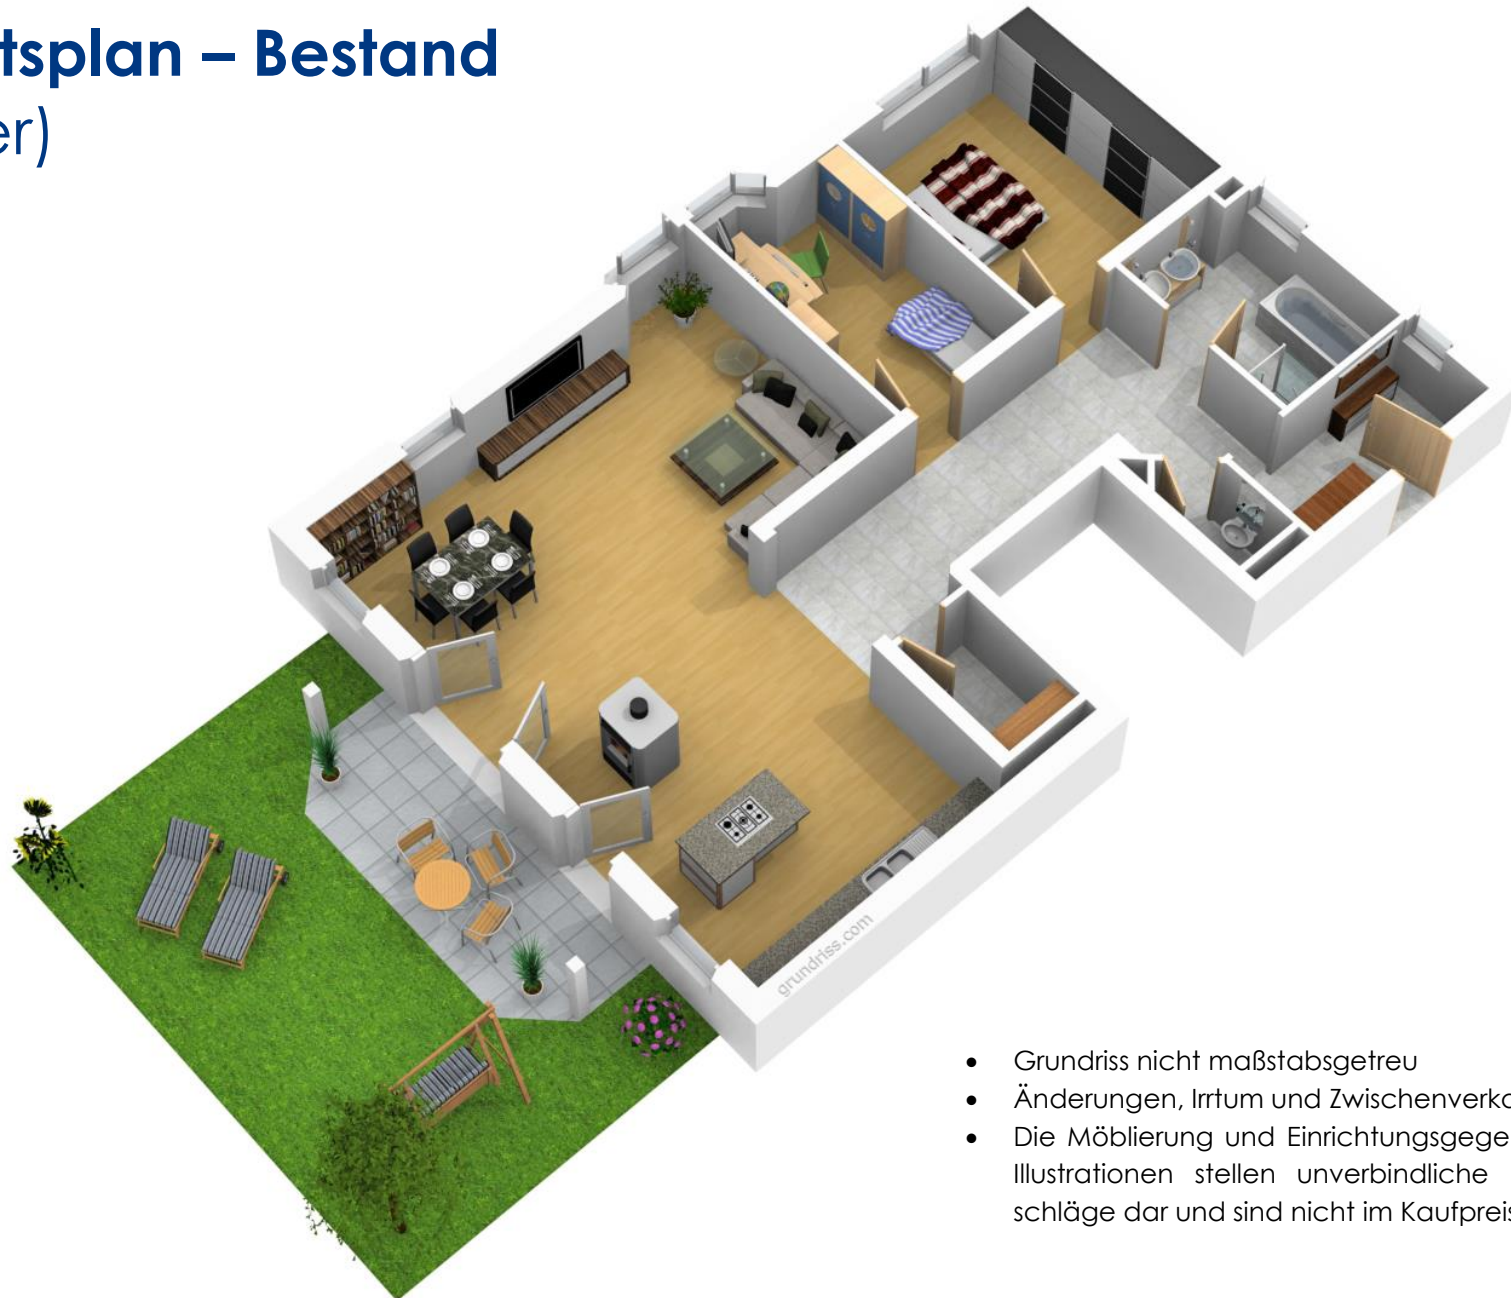 tsplan – Bestand
er)
grundriss.com
• Grundriss nicht maßstabsgetreu
• Änderungen, Irrtum und Zwischenverka
• Die Möblierung und Einrichtungsgege
Illustrationen stellen unverbindliche
schläge dar und sind nicht im Kaufpreis